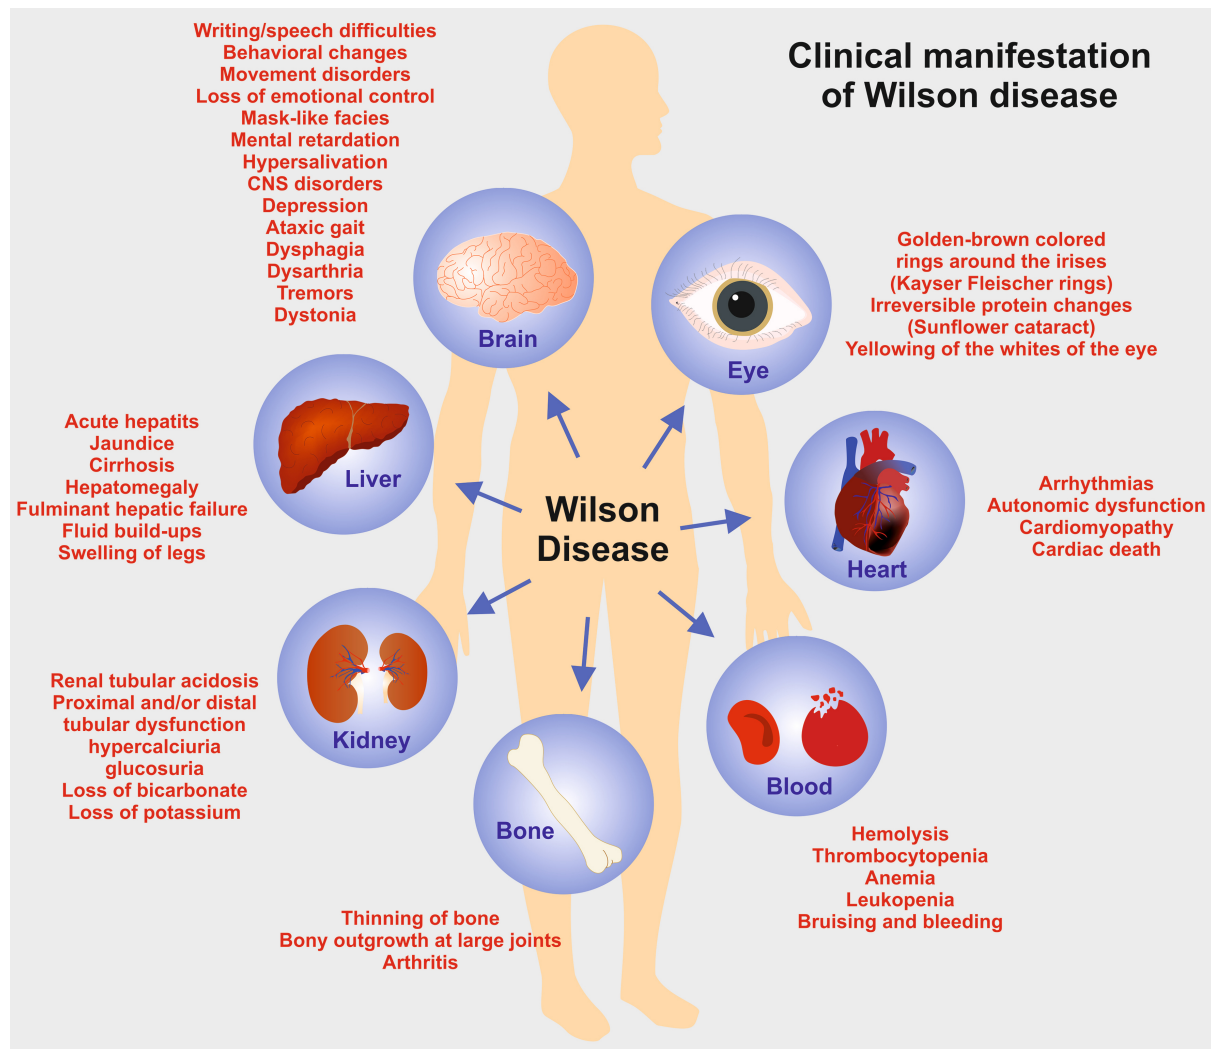 Clinical manifestation
of Wilson disease
Writing/speech difficulties
Behavioral changes
Movement disorders
Loss of emotional control
Mask-like facies
Mental retardation
Hypersalivation
CNS disorders
Depression
Ataxic gait
Dysphagia
Dysarthria
Tremors
Dystonia
Brain
Golden-brown colored
rings around the irises
(Kayser Fleischer rings)
Irreversible protein changes
(Sunflower cataract)
Yellowing of the whites of the eye
Eye
Acute hepatits
Jaundice
Cirrhosis
Hepatomegaly
Fulminant hepatic failure
Fluid build-ups
Swelling of legs
Liver
Wilson
Disease
Heart
Arrhythmias
Autonomic dysfunction
Cardiomyopathy
Cardiac death
Renal tubular acidosis
Proximal and/or distal
tubular dysfunction
hypercalciuria
glucosuria
Loss of bicarbonate
Loss of potassium
Kidney
Bone
Thinning of bone
Bony outgrowth at large joints
Arthritis
Blood
Hemolysis
Thrombocytopenia
Anemia
Leukopenia
Bruising and bleeding